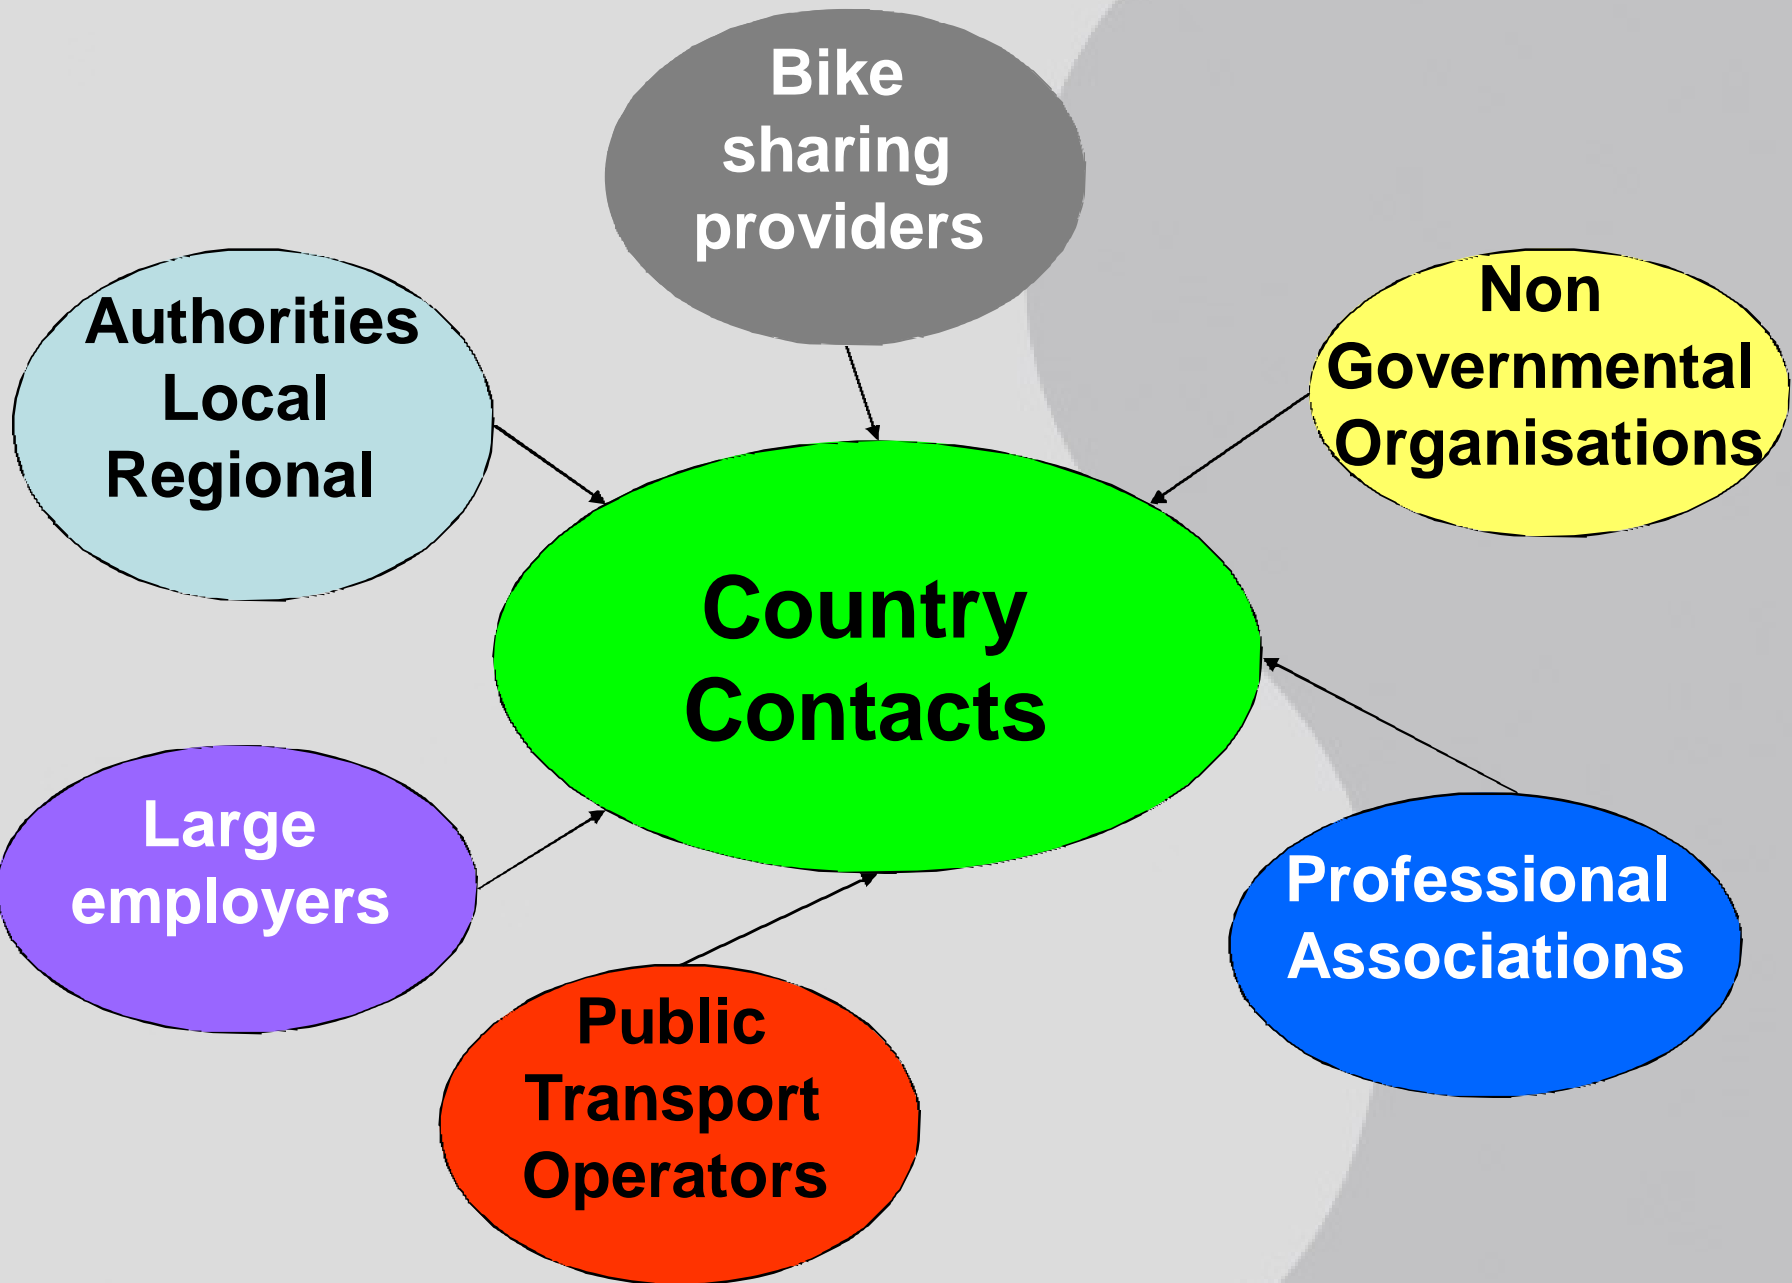 Bike
sharing
providers
Authorities
Local
Regional
Non
Governmental
Organisations
Country
Contacts
Large
employers
Professional
Associations
Public
Transport
Operators